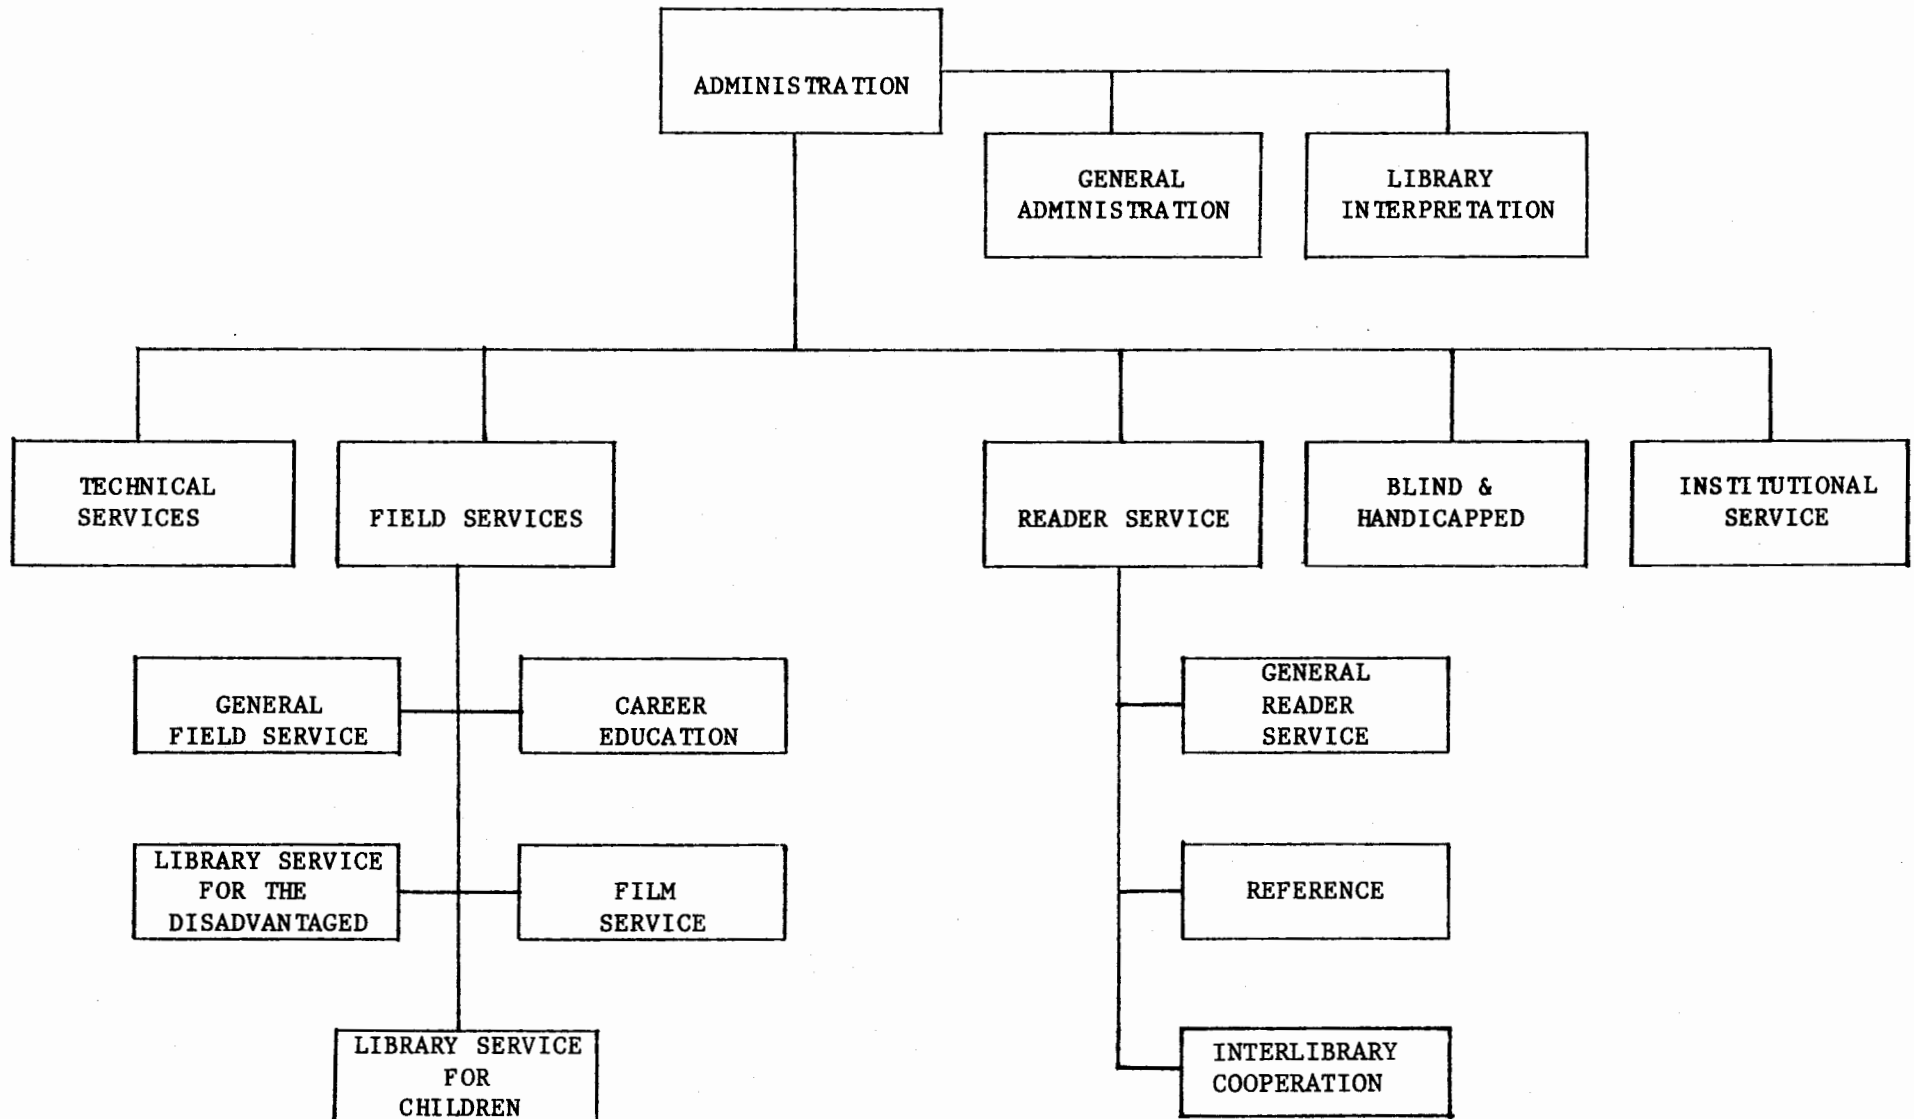 ADMINISTRATION
GENERAL
ADMINISTRATION
LIBRARY
INTERPRETATION
TECHNICAL
SERVICES
FIELD SERVICES
READER SERVICE
BLIND &
HANDICAPPED
INSTITUTIONAL
SERVICE
GENERAL
FIELD SERVICE
CAREER
EDUCATION
GENERAL
READER
SERVICE
LIBRARY SERVICE
FOR THE
DISADVANTAGED
FILM
SERVICE
REFERENCE
LIBRARY SERVICE
FOR
CHILDREN
INTERLIBRARY
COOPERATION